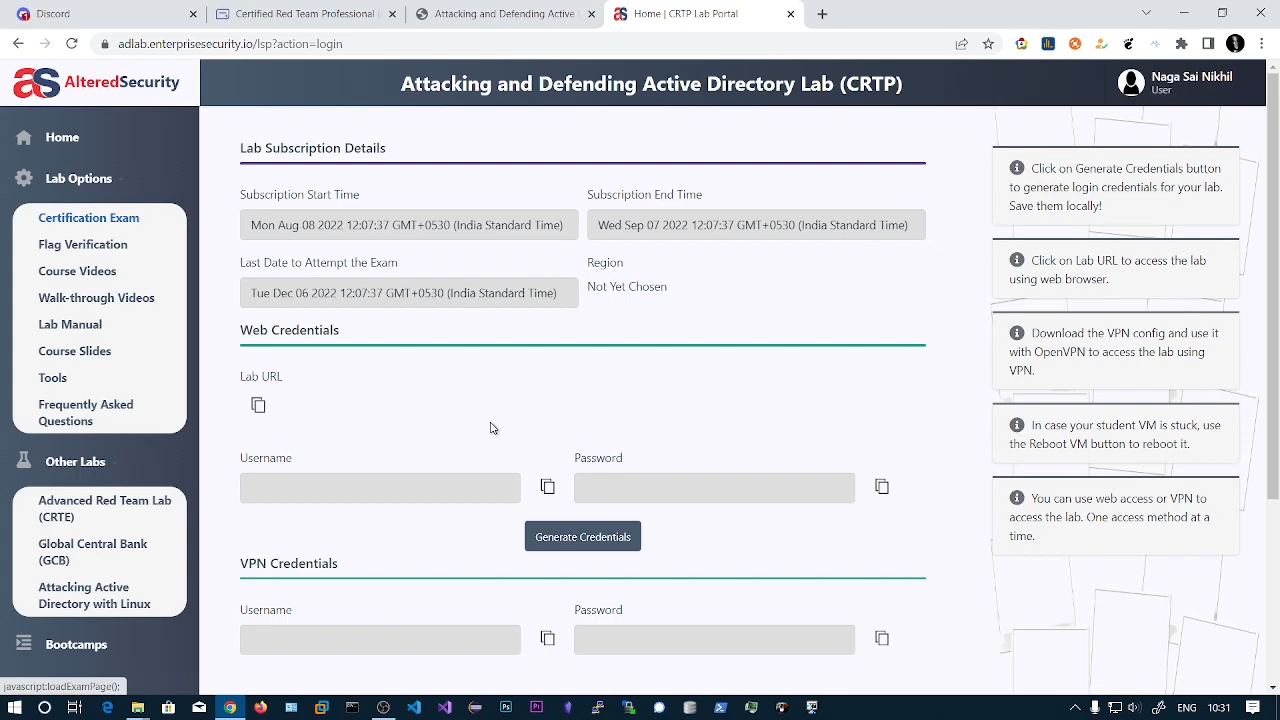 Discord
Certified Red Team Professional
Attacking and Defending Active
Home | CRTP Lab Portal
adlab.enterprisesecurity.io/lsp?action=login
as AlteredSecurity
Attacking and Defending Active Directory Lab (CRTP)
Naga Sai Nikhil
User
Home
Lab Options
Certification Exam
Flag Verification
Course Videos
Walk-through Videos
Lab Manual
Course Slides
Tools
Frequently Asked
Questions
Other Labs
Advanced Red Team Lab
(CRTE)
Global Central Bank
(GCB)
Attacking Active
Directory with Linux
Bootcamps
javascript:loadExamPage();
Lab Subscription Details
Subscription Start Time
Subscription End Time
Mon Aug 08 2022 12:07:37 GMT+0530 (India Standard Time)
Wed Sep 07 2022 12:07:37 GMT+0530 (India Standard Time)
Last Date to Attempt the Exam
Region
Tue Dec 06 2022 12:07:37 GMT+0530 (India Standard Time)
Not Yet Chosen
Web Credentials
Lab URL
Username
Password
Generate Credentials
VPN Credentials
Username
Password
Click on Generate Credentials button
to generate login credentials for your lab.
Save them locally!
Click on Lab URL to access the lab
using web browser.
Download the VPN config and use it
with OpenVPN to access the lab using
VPN.
In case your student VM is stuck, use
the Reboot VM button to reboot it.
You can use web access or VPN to
access the lab. One access method at a
time.
ENG
10:31